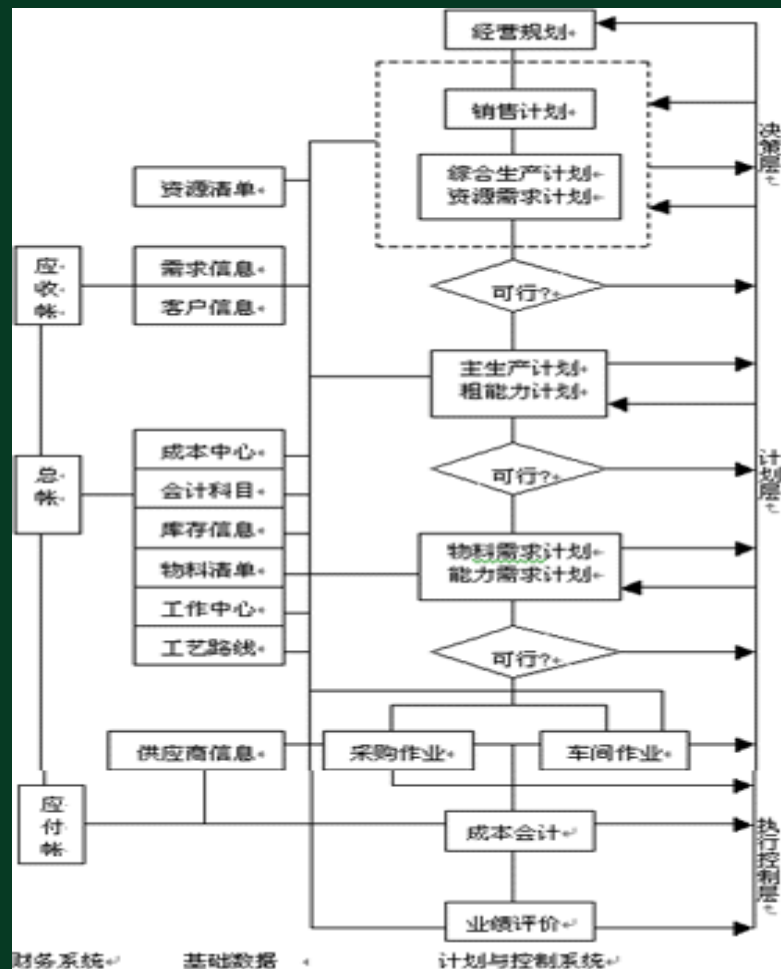 经营规划
销售计划
综合生产计划
资源需求计划
决策层
资源清单
应收帐
需求信息
客户信息
可行?
主生产计划
粗能力计划
总帐
成本中心
会计科目
库存信息
物料清单
工作中心
工艺路线
可行?
计划层
物料需求计划
能力需求计划
可行?
供应商信息
采购作业
车间作业
应付帐
成本会计
执行控制层
业绩评价
财务系统
基础数据
计划与控制系统